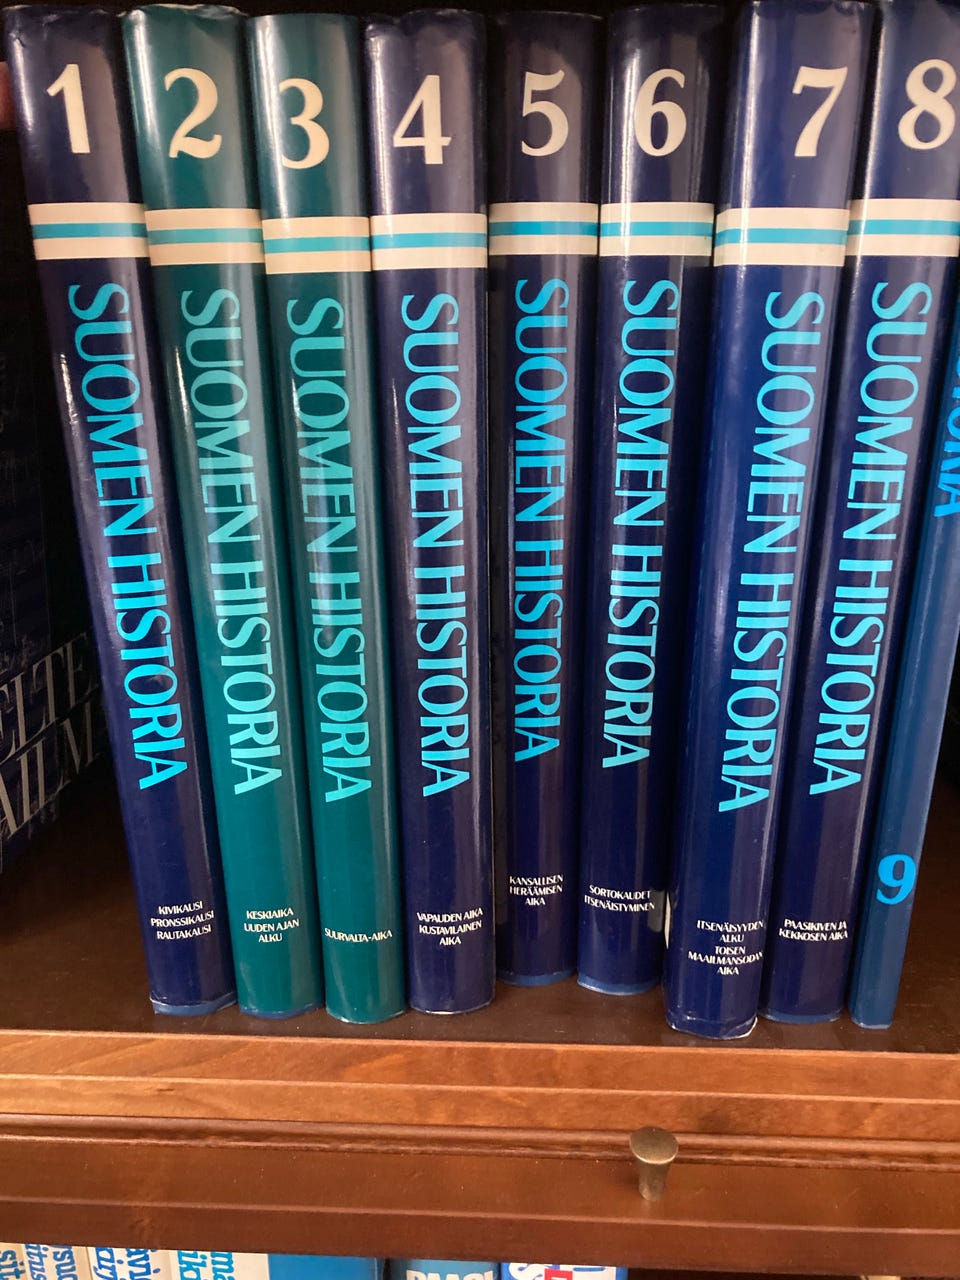 1
SUOMEN HISTORIA
KIVIKAUSI
PRONSSIKAUSI
RAUTAKAUSI
2
SUOMEN HISTORIA
KESKIAIKA
UUDEN AJAN
ALKU
3
SUOMEN HISTORIA
SUURVALTA-AIKA
4
SUOMEN HISTORIA
VAPAUDEN AIKA
KUSTAVILAINEN
AIKA
5
SUOMEN HISTORIA
KANSALLISEN
HERÄÄMISEN
AIKA
6
SUOMEN HISTORIA
SORTOKAUDET
ITSENÄISTYMINEN
7
SUOMEN HISTORIA
ITSENÄISYYDEN
ALKU
TOISEN
MAAILMANSODAN
AIKA
8
SUOMEN HISTORIA
PAASIKIVEN JA
KEKKOSEN AIKA
9